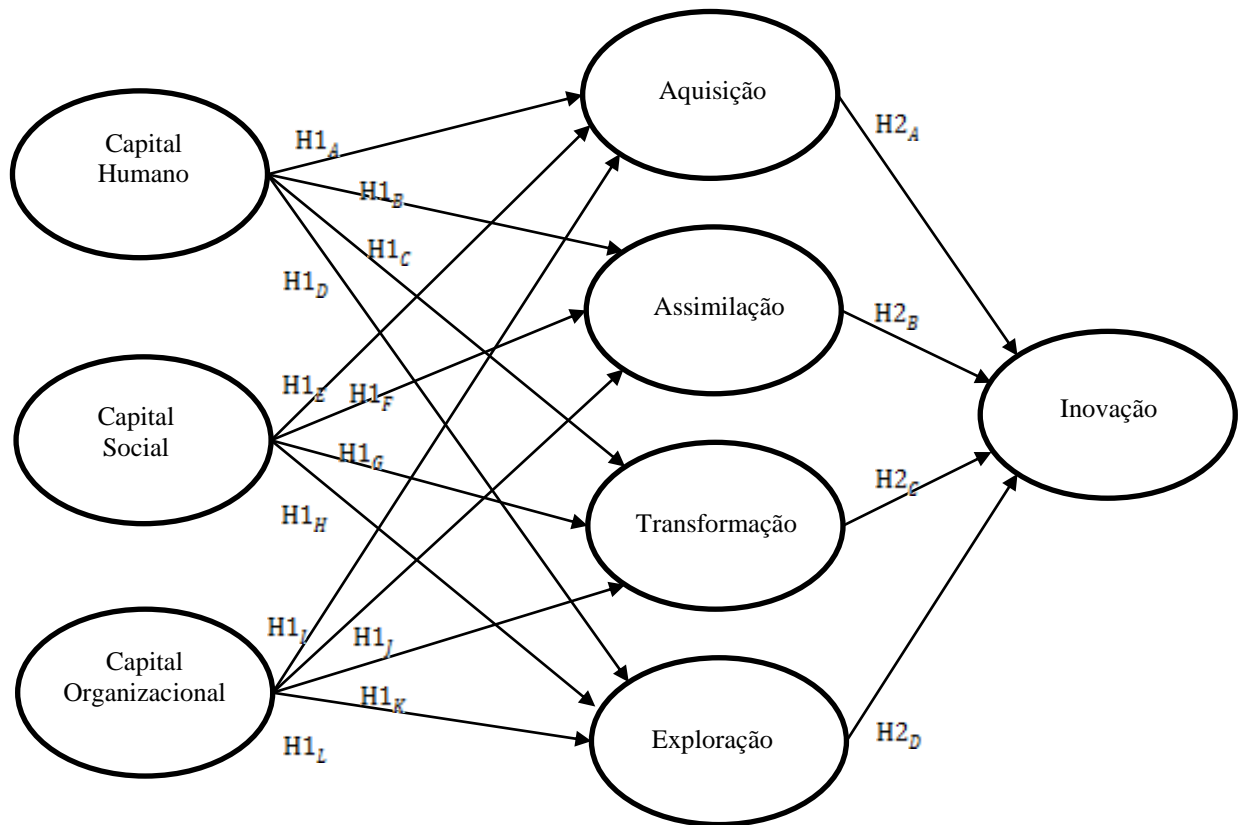 Aquisição
Capital
Humano
H1A
H2A
H1B
H1C
H1D
Assimilação
H2B
H1E
H1F
Capital
Social
Inovação
H1G
H2C
H1H
Transformação
H1I
H1J
Capital
Organizacional
H1K
H1L
Exploração
H2D